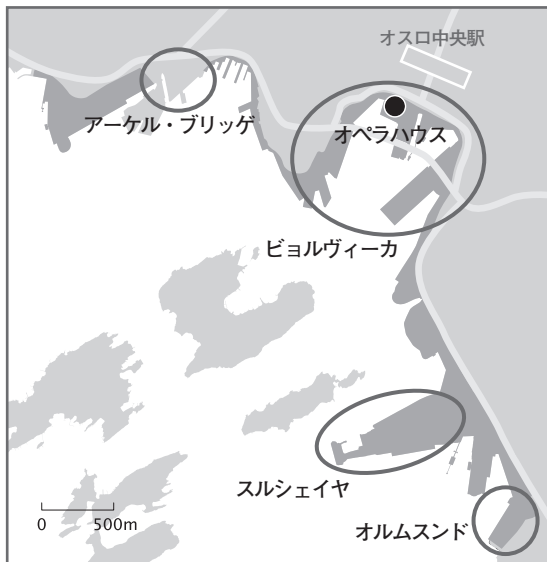 オスロ中央駅
アーケル・ブリッゲ
オペラハウス
ビョルヴィーカ
スルシェイヤ
0 500m
オルムスンド